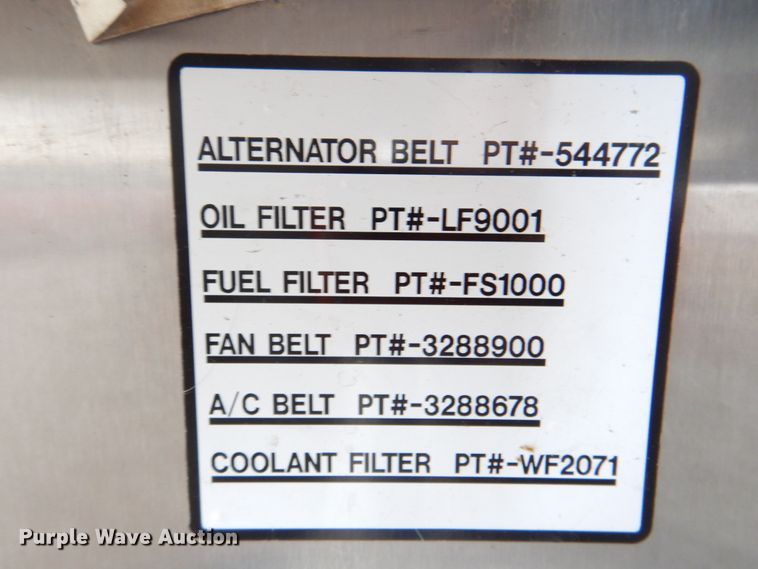 ALTERNATOR BELT PT#-544772
OIL FILTER PT#-LF9001
FUEL FILTER PT#-FS1000
FAN BELT PT#-3288900
A/C BELT PT#-3288678
COOLANT FILTER PT#-WF2071
Purple Wave Auction